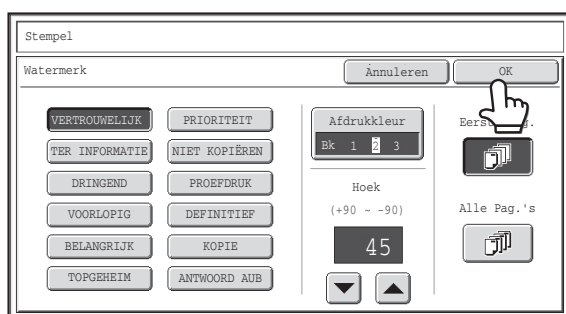 Stempel
Watermerk
Annuleren
OK
VERTROUWELIJK
PRIORITEIT
TER INFORMATIE
NIET KOPIËREN
DRINGEND
PROEFDRUK
VOORLOPIG
DEFINITIEF
BELANGRIJK
KOPIE
TOPGEHEIM
ANTWOORD AUB
Afdrukkleur
Bk 1 2 3
Hoek
(+90 ~ -90)
45
Alle Pag.'s